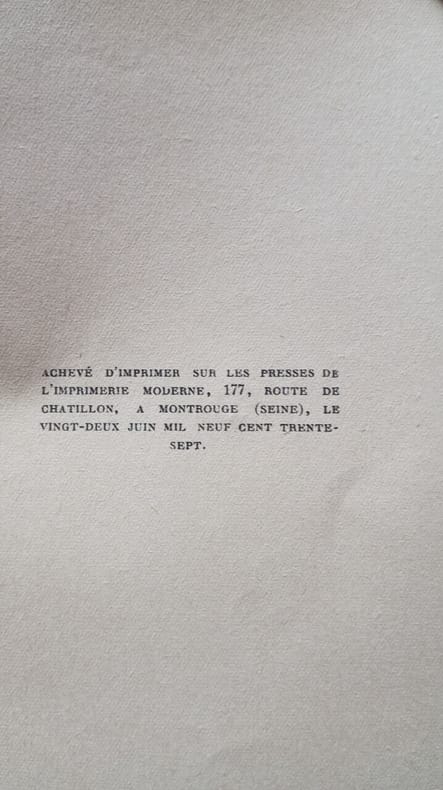 ACHEVÉ D'IMPRIMER SUR LES PRESSES DE
L'IMPRIMERIE MODERNE, 177, ROUTE DE
CHATILLON, A MONTROUGE (SEINE), LE
VINGT-DEUX JUIN MIL NEUF CENT TRENTE-
SEPT.